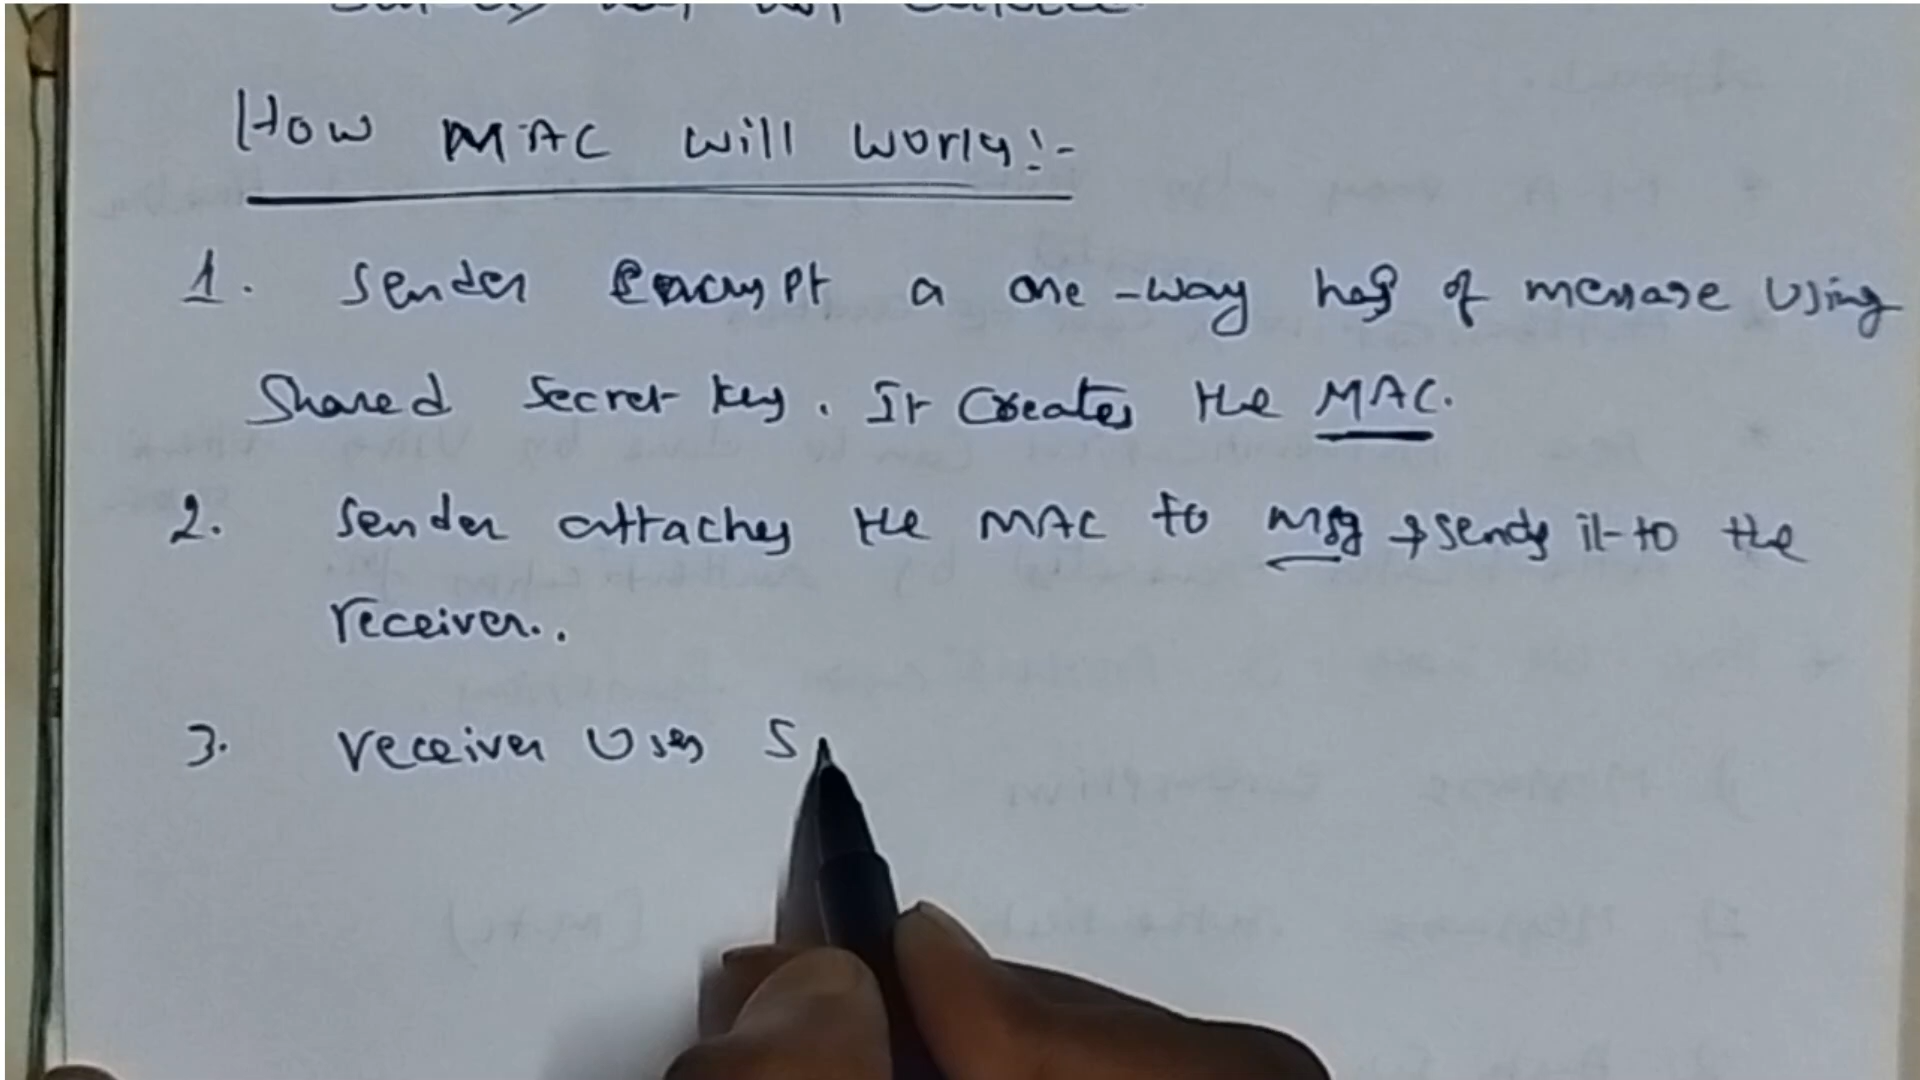 How MAC will work:-
1. Sender encrypt a one-way hash of message using
Shared Secret key. It creates the MAC.
2. Sender attaches the MAC to msg & sends it to the
receiver..
3. receiver uses S